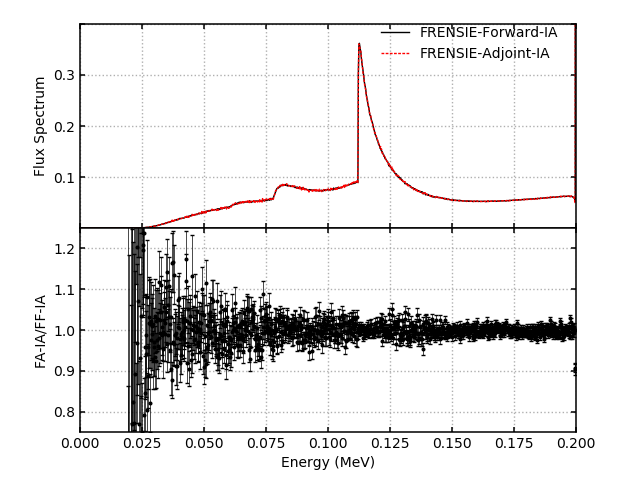 FRENSIE-Forward-IA
FRENSIE-Adjoint-IA
Flux Spectrum
0.3
0.2
0.1
FA-IA/FF-IA
1.2
1.1
1.0
0.9
0.8
0.000 0.025 0.050 0.075 0.100 0.125 0.150 0.175 0.200
Energy (MeV)